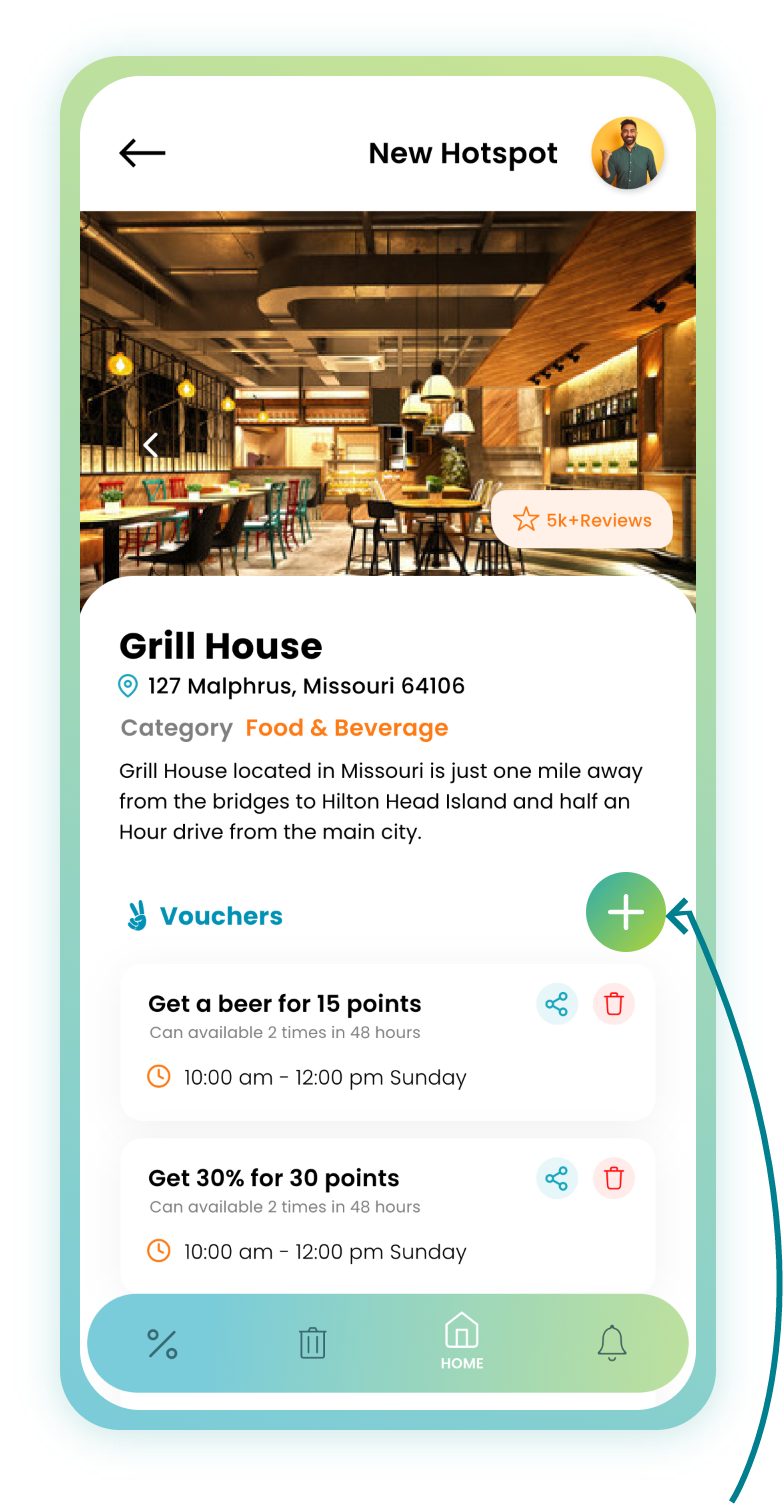 New Hotspot
5k+Reviews
Grill House
127 Malphrus, Missouri 64106
Category Food & Beverage
Grill House located in Missouri is just one mile away
from the bridges to Hilton Head Island and half an
Hour drive from the main city.
Vouchers
Get a beer for 15 points
Can available 2 times in 48 hours
10:00 am - 12:00 pm Sunday
Get 30% for 30 points
Can available 2 times in 48 hours
10:00 am - 12:00 pm Sunday
HOME